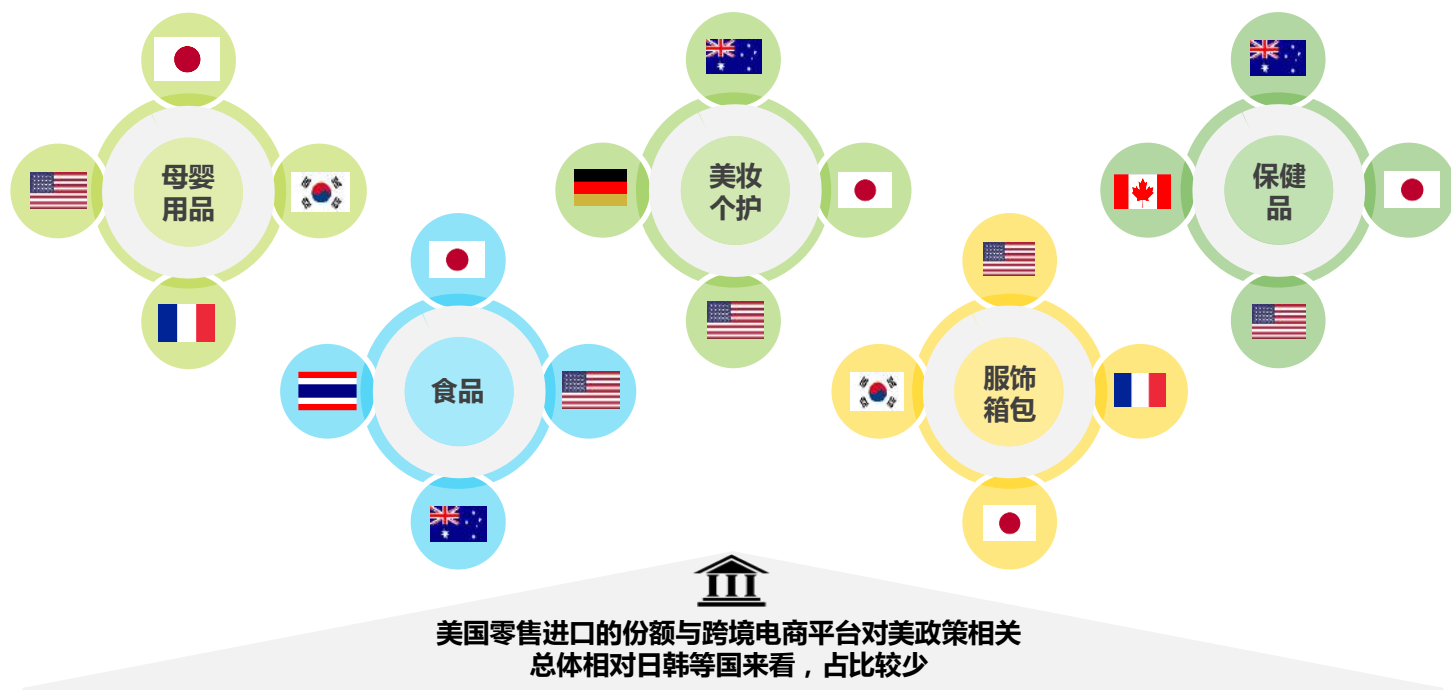 母婴
用品
美妆
个护
保健
品
食品
服饰
箱包
美国零售进口的份额与跨境电商平台对美政策相关
总体相对日韩等国来看，占比较少